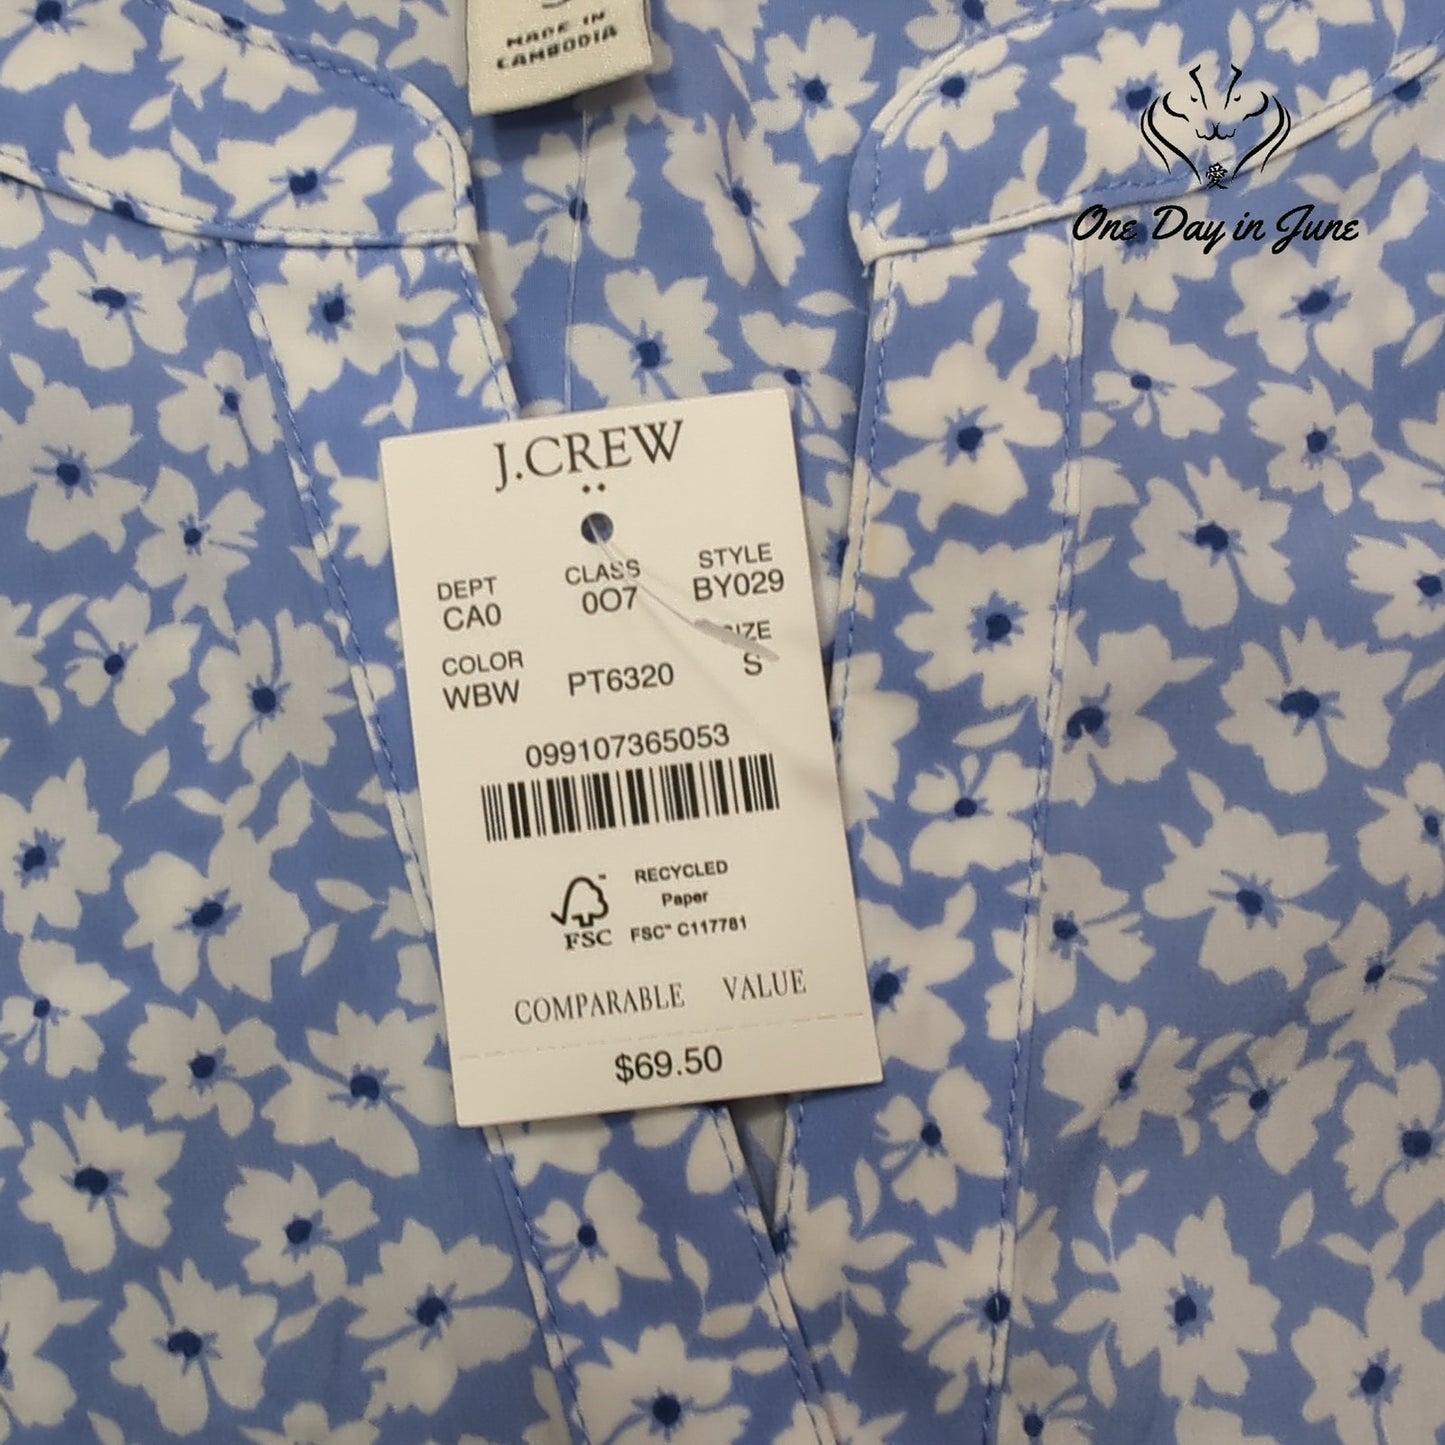 MADE IN
CAMBODIA
愛
One Day in June
J.CREW
DEPT CLASS STYLE
CA0 0O7 BY029
COLOR SIZE
WBW PT6320 S
099107365053
RECYCLED
Paper
FSC FSC™ C117781
COMPARABLE VALUE
$69.50